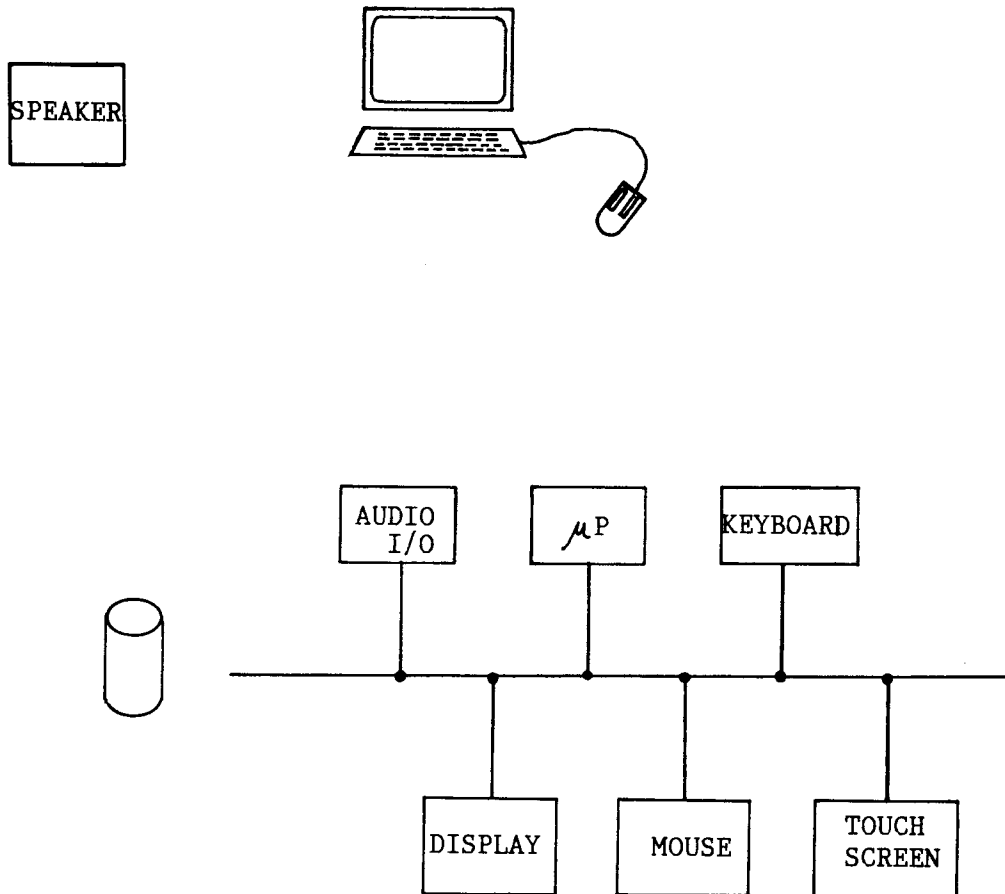 SPEAKER
AUDIO
I/O
μP
KEYBOARD
DISPLAY
MOUSE
TOUCH
SCREEN